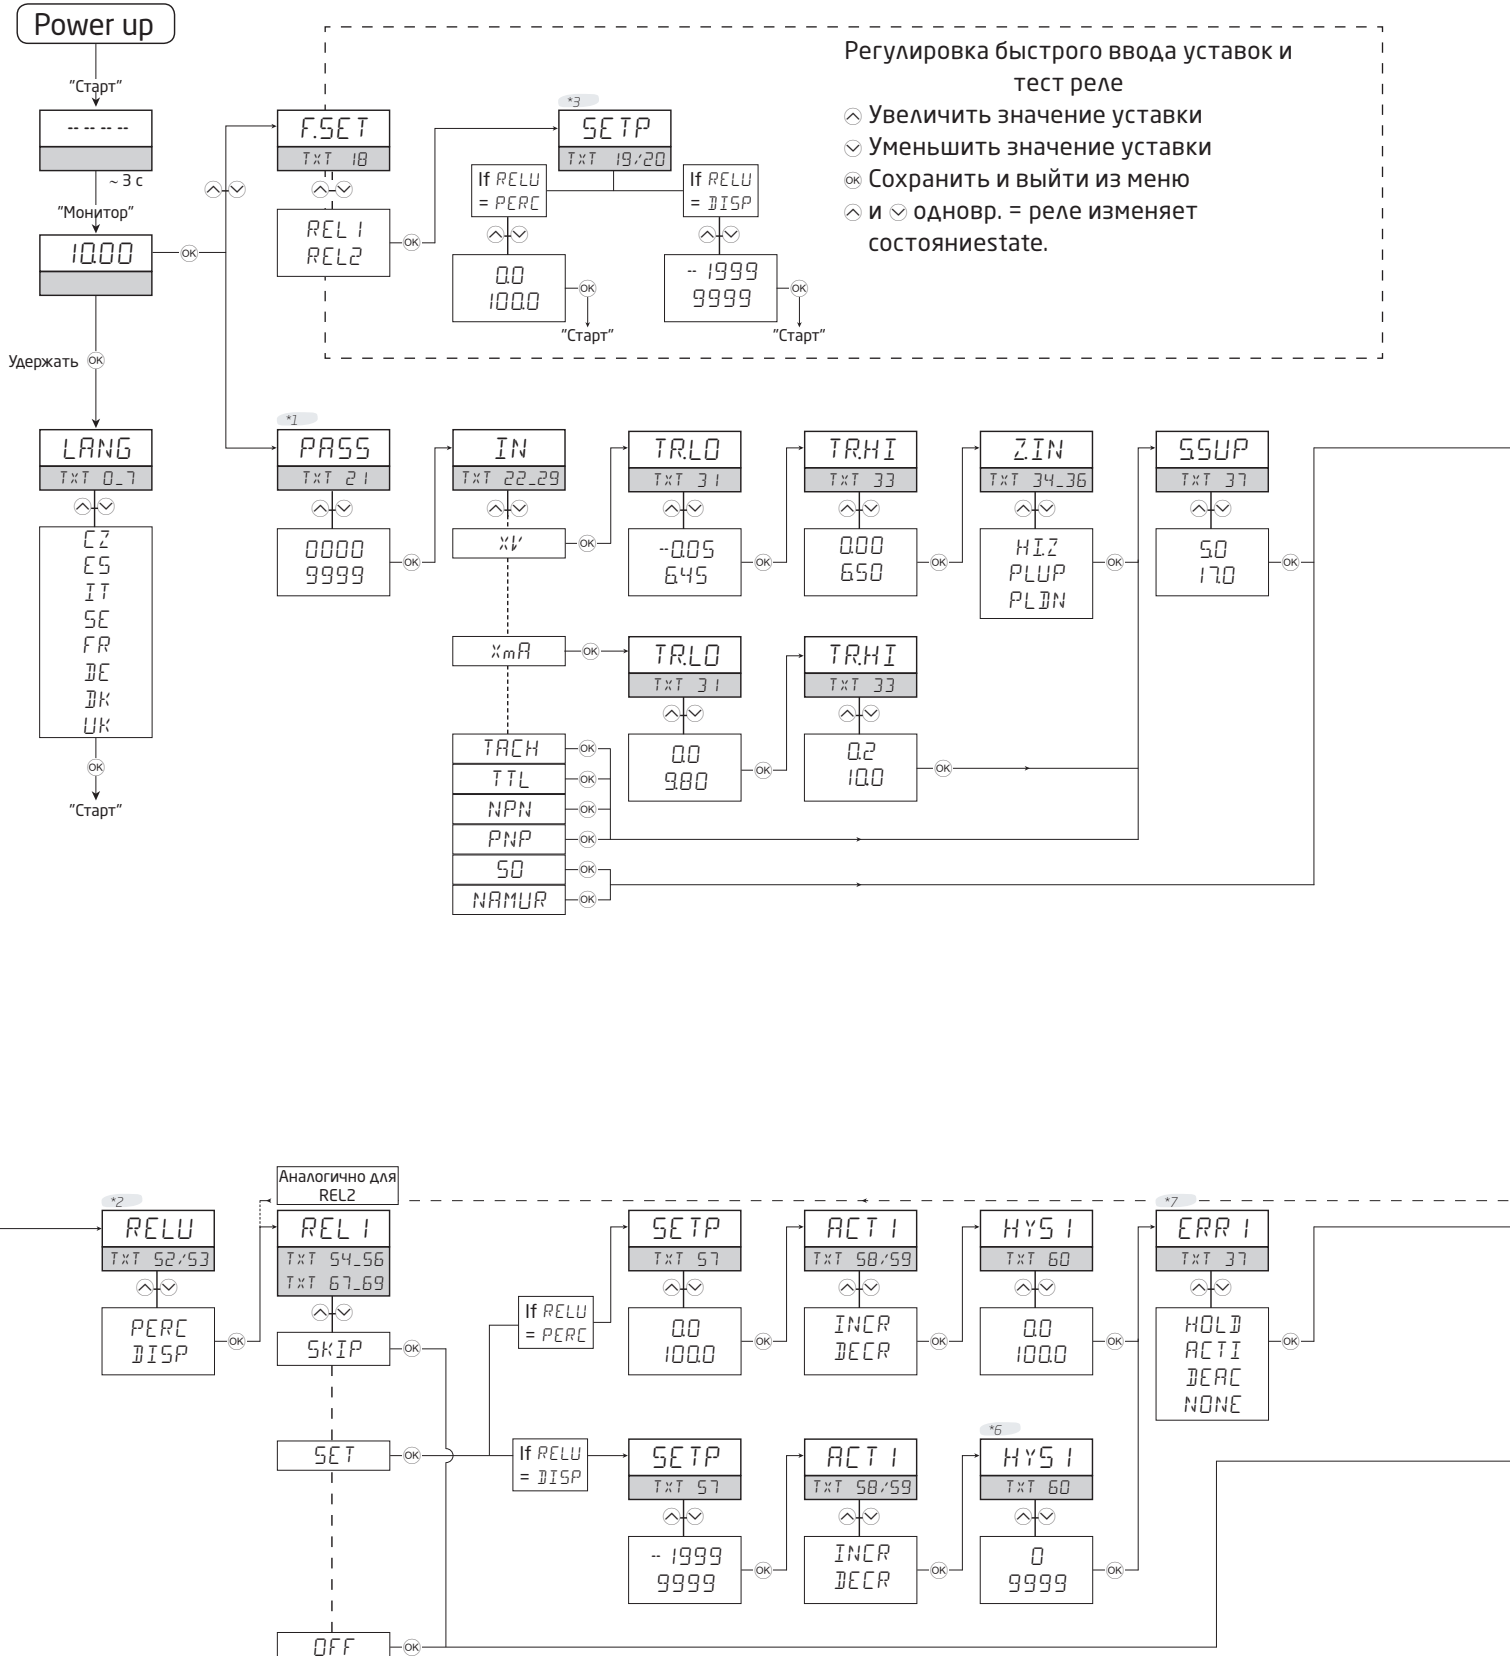 Power up
"Старт"
-- -- -- --
~ 3 с
"Монитор"
10.00
OK
Удержать OK
LANG
TXT 0_7
CZ
ES
IT
SE
FR
DE
DK
UK
OK
"Старт"
F.SET
TXT 18
REL1
REL2
OK
*3
SETP
TXT 19/20
If RELU
= PERC
0.0
100.0
OK
"Старт"
If RELU
= DISP
-1999
9999
OK
"Старт"
Регулировка быстрого ввода уставок и
тест реле
Увеличить значение уставки
Уменьшить значение уставки
OK Сохранить и выйти из меню
и одновр. = реле изменяет
состояниеstate.
*1
PASS
TXT 21
0000
9999
OK
IN
TXT 22_29
xV
OK
xmA
OK
TACH
OK
TTL
OK
NPN
OK
PNP
OK
S0
OK
NAMUR
OK
TR.LO
TXT 31
-0.05
6.45
OK
TR.HI
TXT 33
0.00
6.50
OK
Z.IN
TXT 34_36
HI.Z
PLUP
PLDN
OK
S.SUP
TXT 37
5.0
17.0
OK
TR.LO
TXT 31
0.0
9.80
OK
TR.HI
TXT 33
0.2
10.0
OK
Аналогично для
REL2
*2
RELU
TXT 52/53
PERC
DISP
OK
REL1
TXT 54_56
TXT 67_69
SKIP
OK
SET
OK
OFF
OK
If RELU
= PERC
SETP
TXT 57
0.0
100.0
OK
ACT1
TXT 58/59
INCR
DECR
OK
HYS1
TXT 60
0.0
100.0
OK
*7
ERR1
TXT 37
HOLD
ACTI
DEAC
NONE
OK
If RELU
= DISP
SETP
TXT 57
-1999
9999
OK
ACT1
TXT 58/59
INCR
DECR
OK
*6
HYS1
TXT 60
0
9999
OK